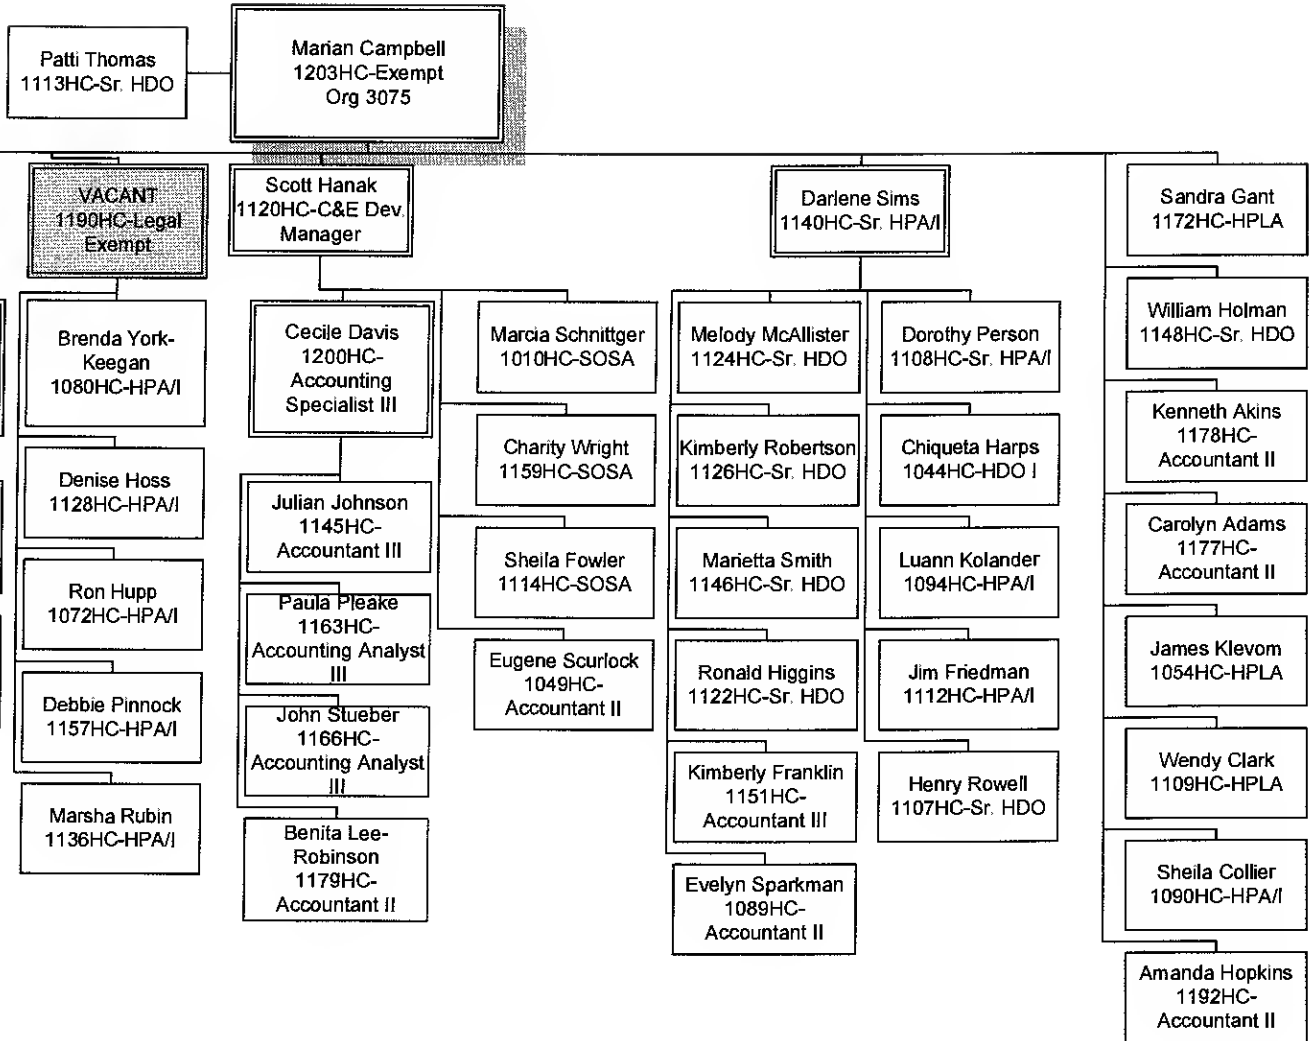 Patti Thomas
1113HC-Sr. HDO
Marian Campbell
1203HC-Exempt
Org 3075
VACANT
1190HC-Legal
Exempt
Scott Hanak
1120HC-C&E Dev.
Manager
Darlene Sims
1140HC-Sr. HPA/I
Sandra Gant
1172HC-HPLA
Brenda York-
Keegan
1080HC-HPA/I
Denise Hoss
1128HC-HPA/I
Ron Hupp
1072HC-HPA/I
Debbie Pinnock
1157HC-HPA/I
Marsha Rubin
1136HC-HPA/I
Cecile Davis
1200HC-
Accounting
Specialist III
Julian Johnson
1145HC-
Accountant III
Paula Pleake
1163HC-
Accounting Analyst
III
John Stueber
1166HC-
Accounting Analyst
III
Benita Lee-
Robinson
1179HC-
Accountant II
Marcia Schnittger
1010HC-SOSA
Charity Wright
1159HC-SOSA
Sheila Fowler
1114HC-SOSA
Eugene Scurlock
1049HC-
Accountant II
Melody McAllister
1124HC-Sr. HDO
Kimberly Robertson
1126HC-Sr. HDO
Marietta Smith
1146HC-Sr. HDO
Ronald Higgins
1122HC-Sr. HDO
Kimberly Franklin
1151HC-
Accountant III
Evelyn Sparkman
1089HC-
Accountant II
Dorothy Person
1108HC-Sr. HPA/I
Chiqueta Harps
1044HC-HDO I
Luann Kolander
1094HC-HPA/I
Jim Friedman
1112HC-HPA/I
Henry Rowell
1107HC-Sr. HDO
William Holman
1148HC-Sr. HDO
Kenneth Akins
1178HC-
Accountant II
Carolyn Adams
1177HC-
Accountant II
James Klevorn
1054HC-HPLA
Wendy Clark
1109HC-HPLA
Sheila Collier
1090HC-HPA/I
Amanda Hopkins
1192HC-
Accountant II